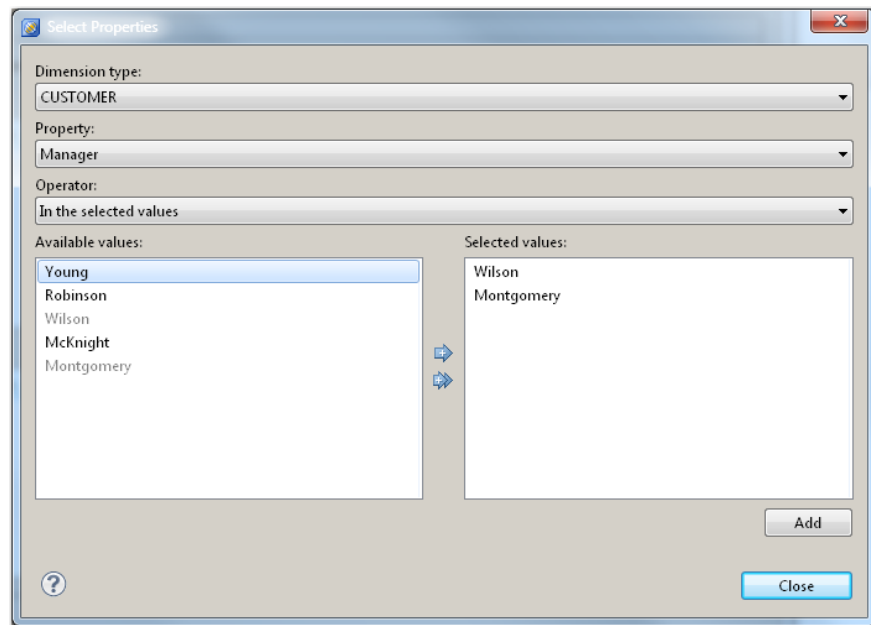 Select Properties
X
Dimension type:
CUSTOMER
Property:
Manager
Operator:
In the selected values
Available values:
Young
Robinson
Wilson
McKnight
Montgomery
Selected values:
Wilson
Montgomery
Add
?
Close